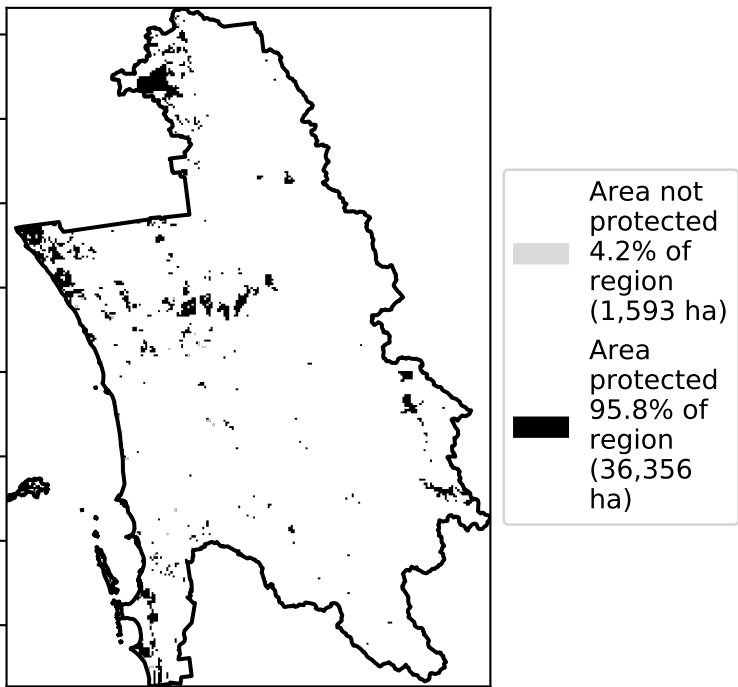 Area not
protected
4.2% of
region
(1,593 ha)
Area
protected
95.8% of
region
(36,356
ha)